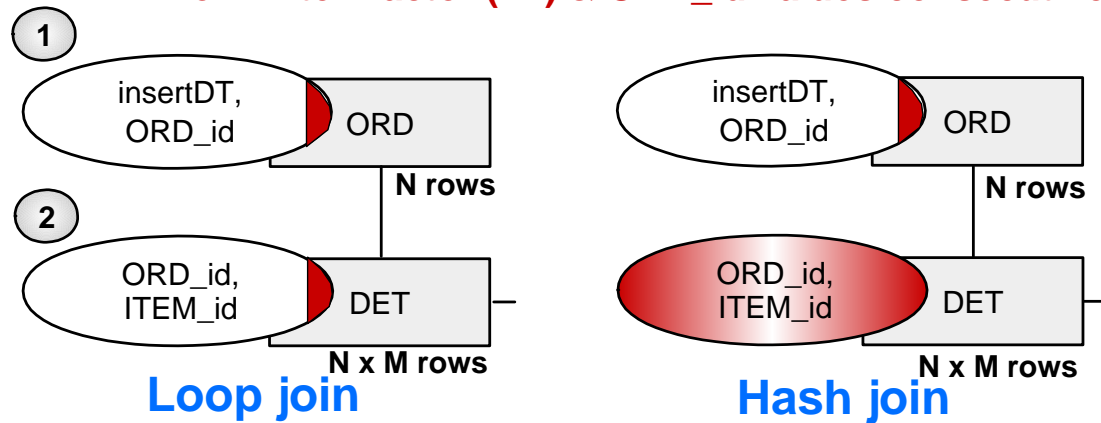 1
insertDT,
ORD_id
ORD
N rows
2
ORD_id,
ITEM_id
DET
N x M rows
Loop join
insertDT,
ORD_id
ORD
N rows
ORD_id,
ITEM_id
DET
N x M rows
Hash join